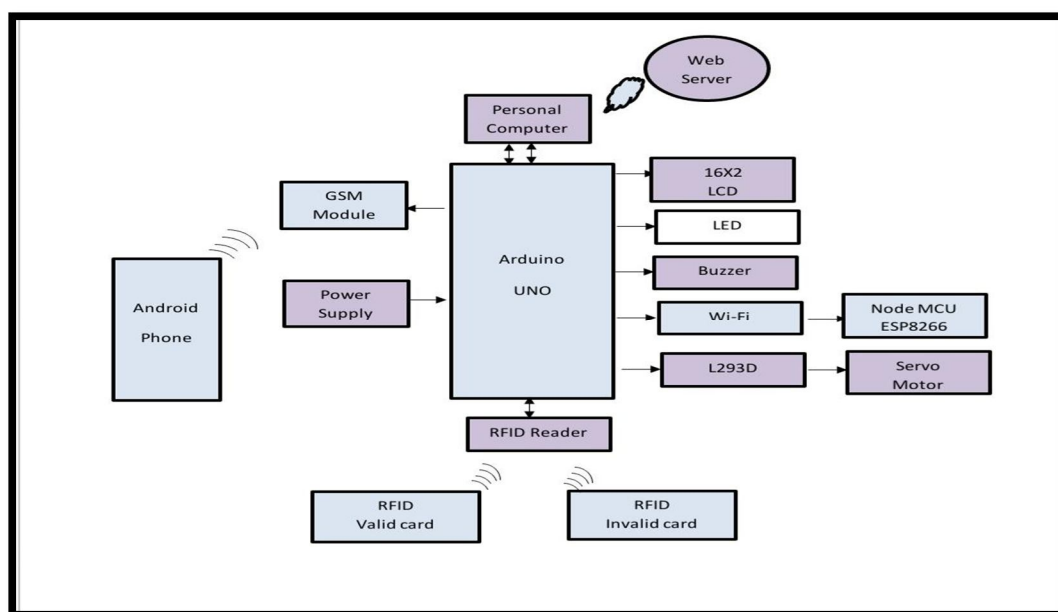 Web
Server
Personal
Computer
16X2
LCD
GSM
Module
LED
Arduino
UNO
Buzzer
Android
Phone
Power
Supply
Wi-Fi
Node MCU
ESP8266
L293D
Servo
Motor
RFID Reader
RFID
Valid card
RFID
Invalid card